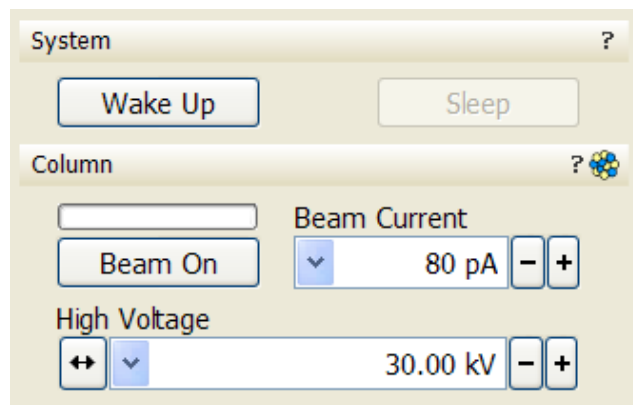 System ?
Wake Up Sleep
Column ?
Beam Current
Beam On 80 pA - +
High Voltage
↔ 30.00 kV - +